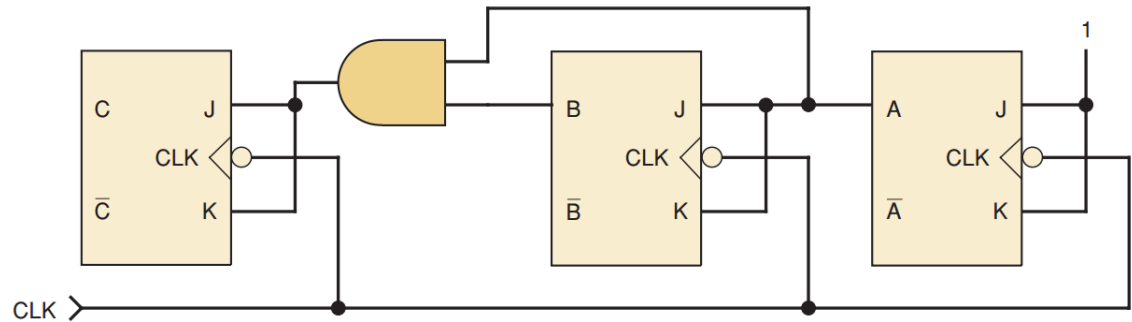 1
C J B J A J
CLK CLK CLK
C̅ K B̅ K A̅ K
CLK